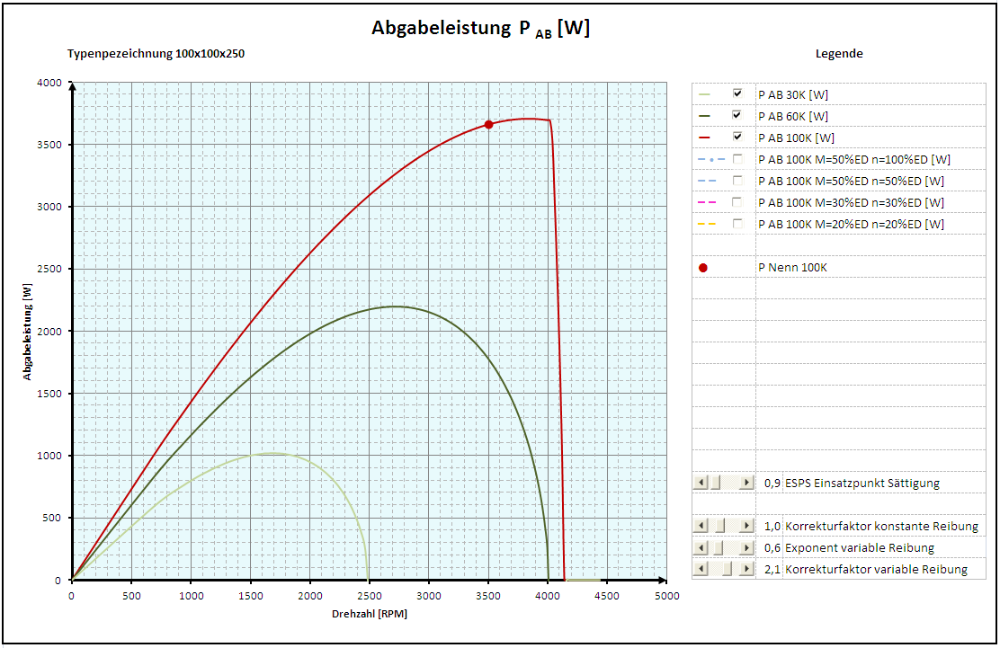 Abgabeleistung P AB [W]
Typenpezeichnung 100x100x250
Legende
4000
3500
3000
2500
2000
1500
1000
500
0
Abgabeleistung [W]
0 500 1000 1500 2000 2500 3000 3500 4000 4500 5000
Drehzahl [RPM]
P AB 30K [W]
P AB 60K [W]
P AB 100K [W]
P AB 100K M=50%ED n=100%ED [W]
P AB 100K M=50%ED n=50%ED [W]
P AB 100K M=30%ED n=30%ED [W]
P AB 100K M=20%ED n=20%ED [W]
P Nenn 100K
0,9 ESPS Einsatzpunkt Sättigung
1,0 Korrekturfaktor konstante Reibung
0,6 Exponent variable Reibung
2,1 Korrekturfaktor variable Reibung